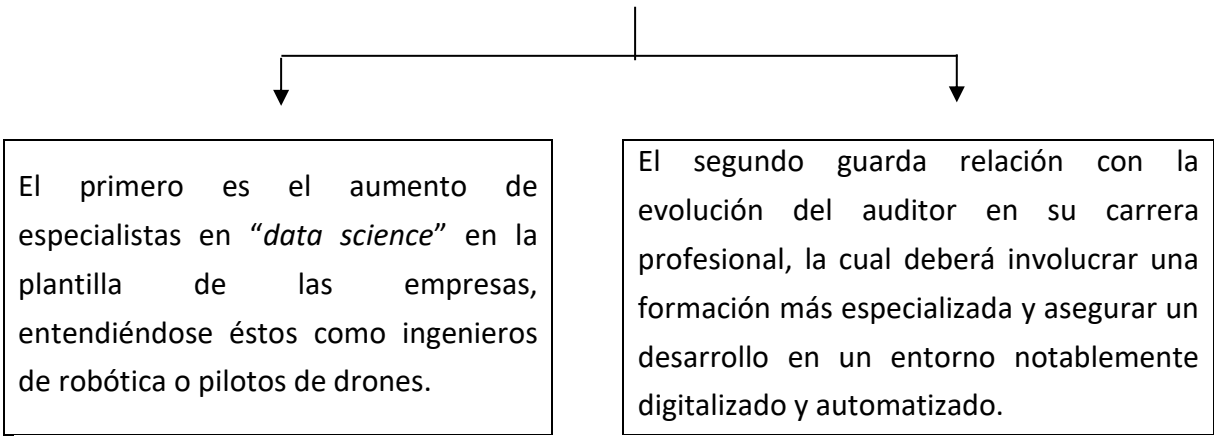 El primero es el aumento de
especialistas en “data science” en la
plantilla de las empresas,
entendiéndose éstos como ingenieros
de robótica o pilotos de drones.
El segundo guarda relación con la
evolución del auditor en su carrera
profesional, la cual deberá involucrar una
formación más especializada y asegurar un
desarrollo en un entorno notablemente
digitalizado y automatizado.